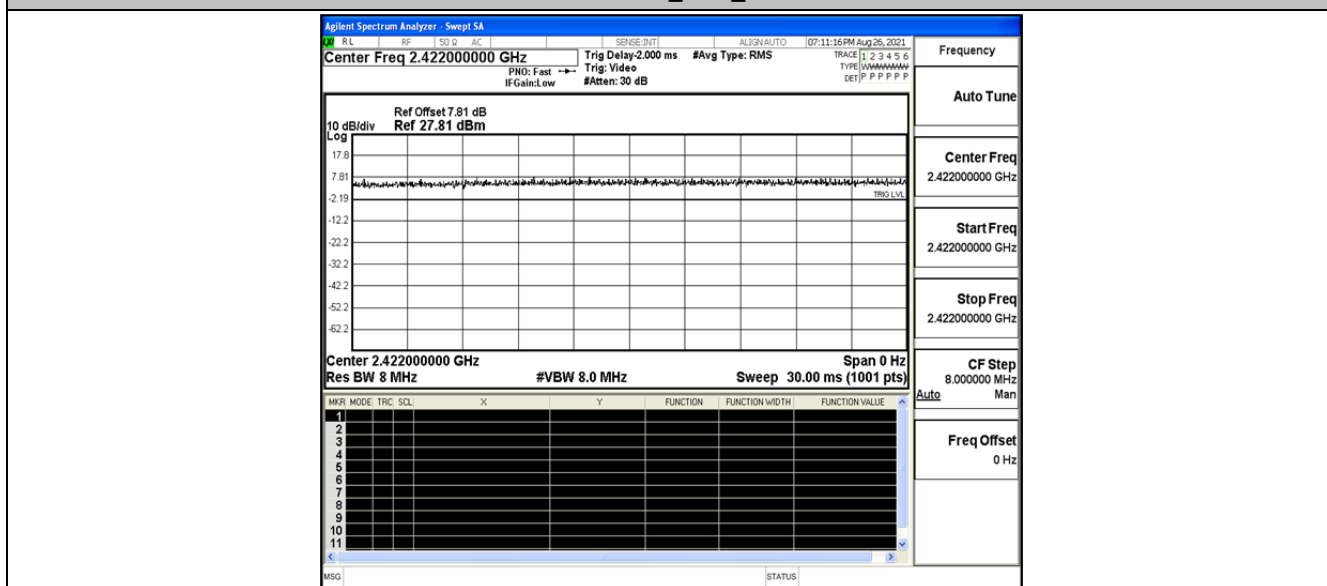 Agilent Spectrum Analyzer - Swept SA
RL RF 50 Ω AC SENSE:INT ALIGNAUTO 07:11:16PM Aug 26, 2021
Center Freq 2.422000000 GHz
PNO: Fast
IFGain:Low
Trig Delay-2.000 ms
Trig: Video
#Atten: 30 dB
#Avg Type: RMS
TRACE 1 2 3 4 5 6
TYPE
DET P P P P P P
Ref Offset 7.81 dB
10 dB/div Ref 27.81 dBm
Log
17.8
7.81
-2.19
-12.2
-22.2
-32.2
-42.2
-52.2
-62.2
TRIG LVL
Center 2.422000000 GHz Span 0 Hz
Res BW 8 MHz #VBW 8.0 MHz Sweep 30.00 ms (1001 pts)
MKR MODE TRC SCL X Y FUNCTION FUNCTION WIDTH FUNCTION VALUE
1
2
3
4
5
6
7
8
9
10
11
MSG STATUS
Frequency
Auto Tune
Center Freq
2.422000000 GHz
Start Freq
2.422000000 GHz
Stop Freq
2.422000000 GHz
CF Step
8.000000 MHz
Auto Man
Freq Offset
0 Hz